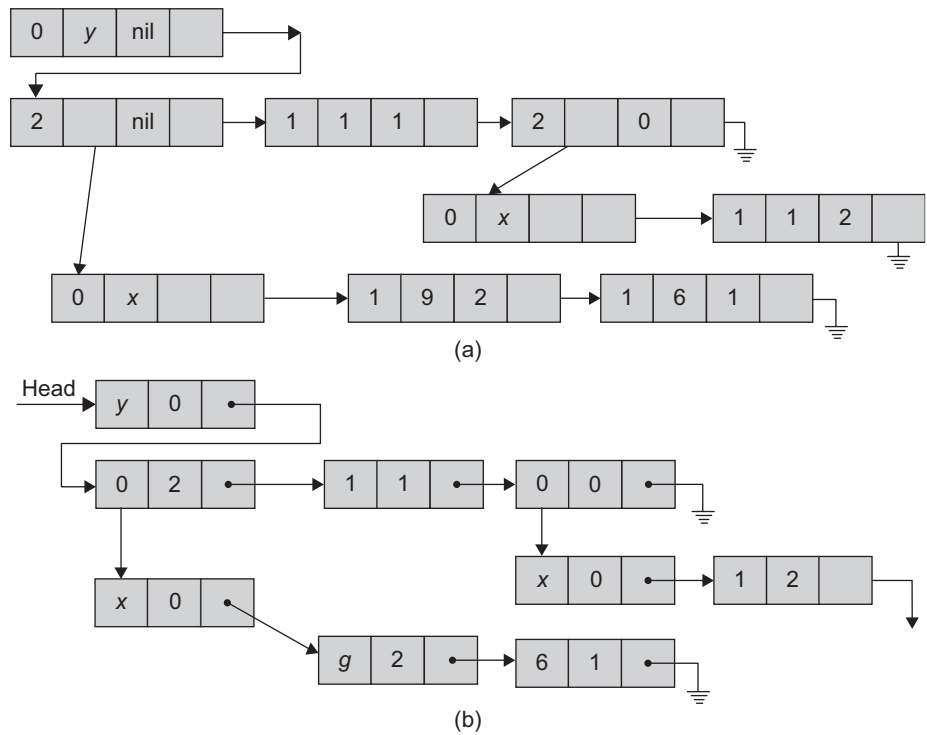 0 y nil
2 nil 1 1 1 2 0
0 x 1 1 2
0 x 1 9 2 1 6 1
(a)
Head y 0
0 2 1 1 0 0
x 0 1 2
x 0
g 2 6 1
(b)